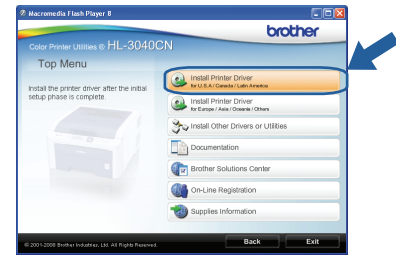 Macromedia Flash Player 8
brother
Color Printer Utilities © HL-3040CN
Top Menu
Install the printer driver after the initial
setup phase is complete.
Install Printer Driver
for U.S.A / Canada / Latin America
Install Printer Driver
for Europe / Asia / Oceania / Others
Install Other Drivers or Utilities
Documentation
Brother Solutions Center
On-Line Registration
Supplies Information
© 2001-2008 Brother Industries, Ltd. All Rights Reserved.
Back
Exit